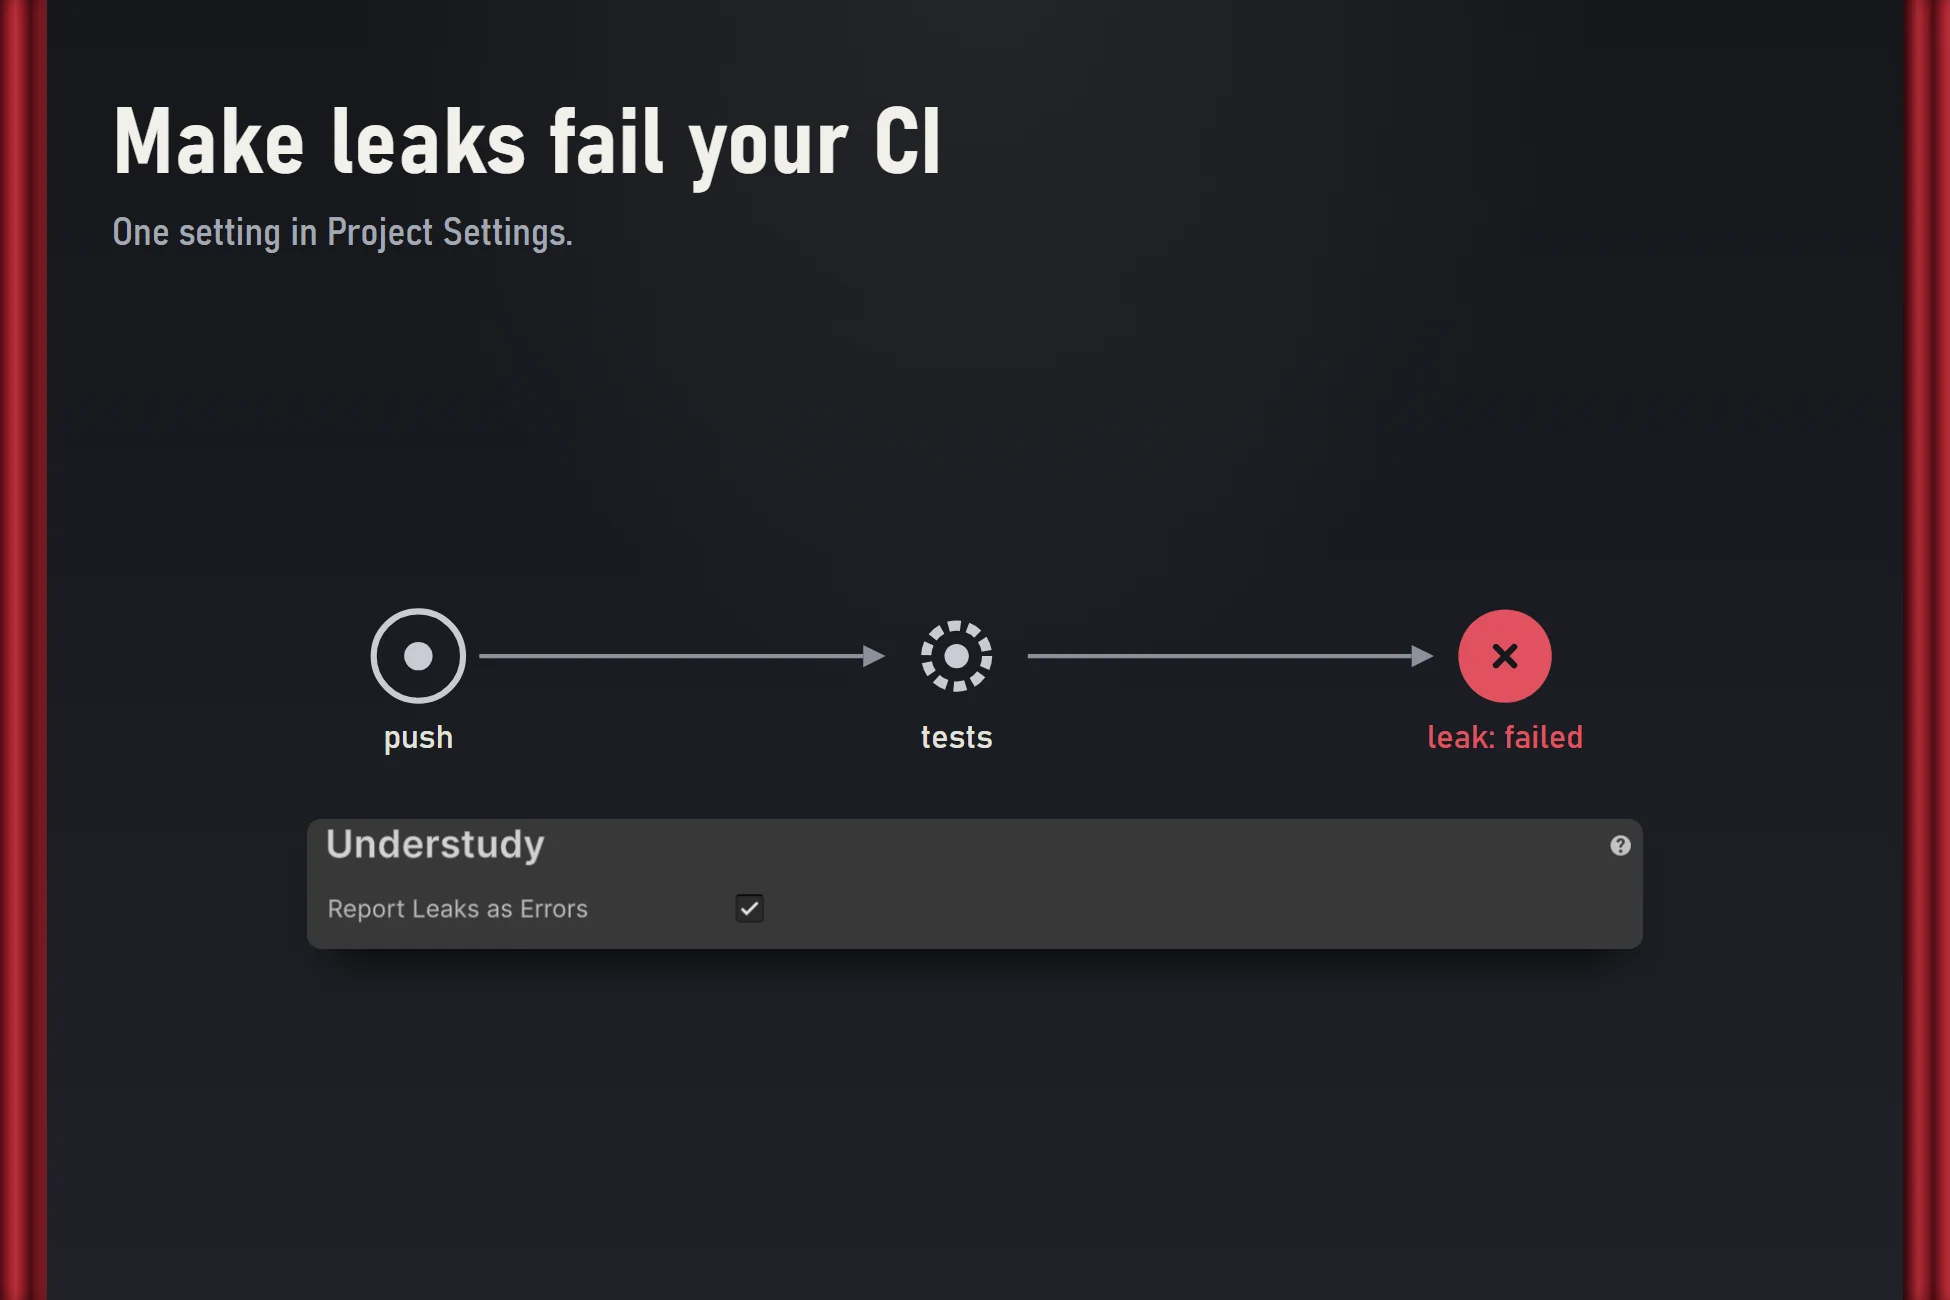 Make leaks fail your CI
One setting in Project Settings.
push
tests
leak: failed
Understudy
Report Leaks as Errors